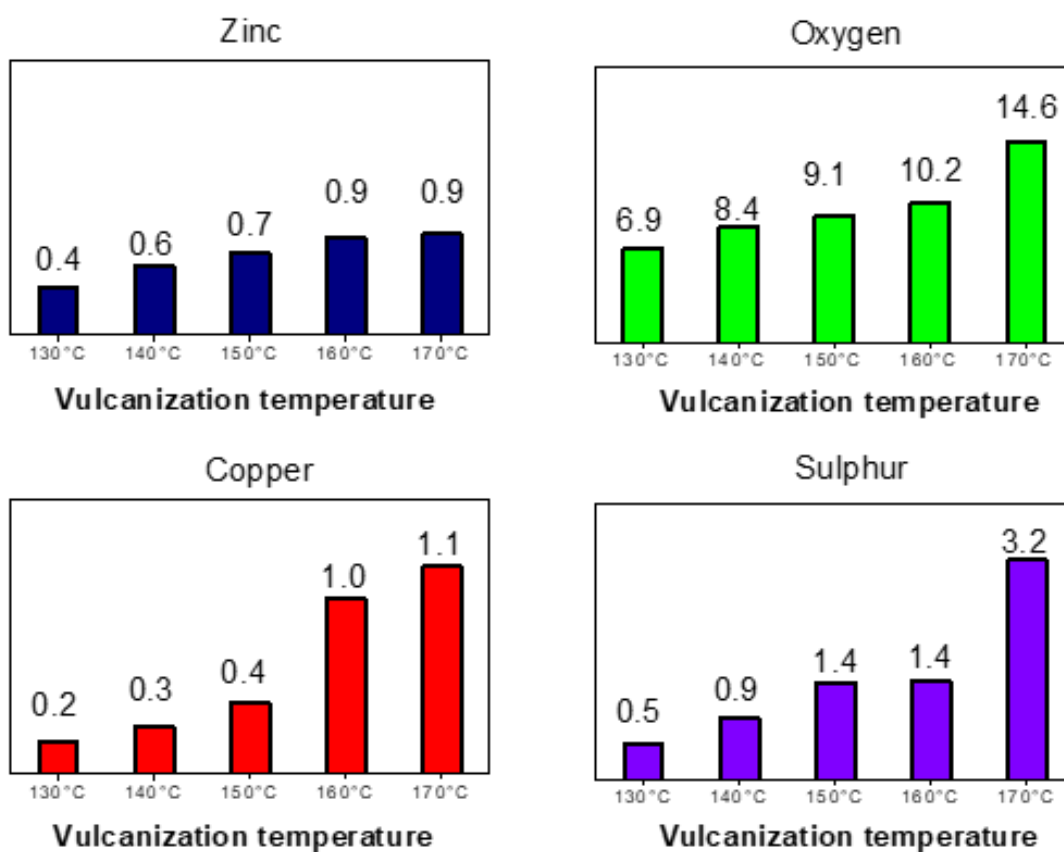 Zinc
0.4
0.6
0.7
0.9
0.9
130°C 140°C 150°C 160°C 170°C
Vulcanization temperature
Oxygen
6.9
8.4
9.1
10.2
14.6
130°C 140°C 150°C 160°C 170°C
Vulcanization temperature
Copper
0.2
0.3
0.4
1.0
1.1
130°C 140°C 150°C 160°C 170°C
Vulcanization temperature
Sulphur
0.5
0.9
1.4
1.4
3.2
130°C 140°C 150°C 160°C 170°C
Vulcanization temperature